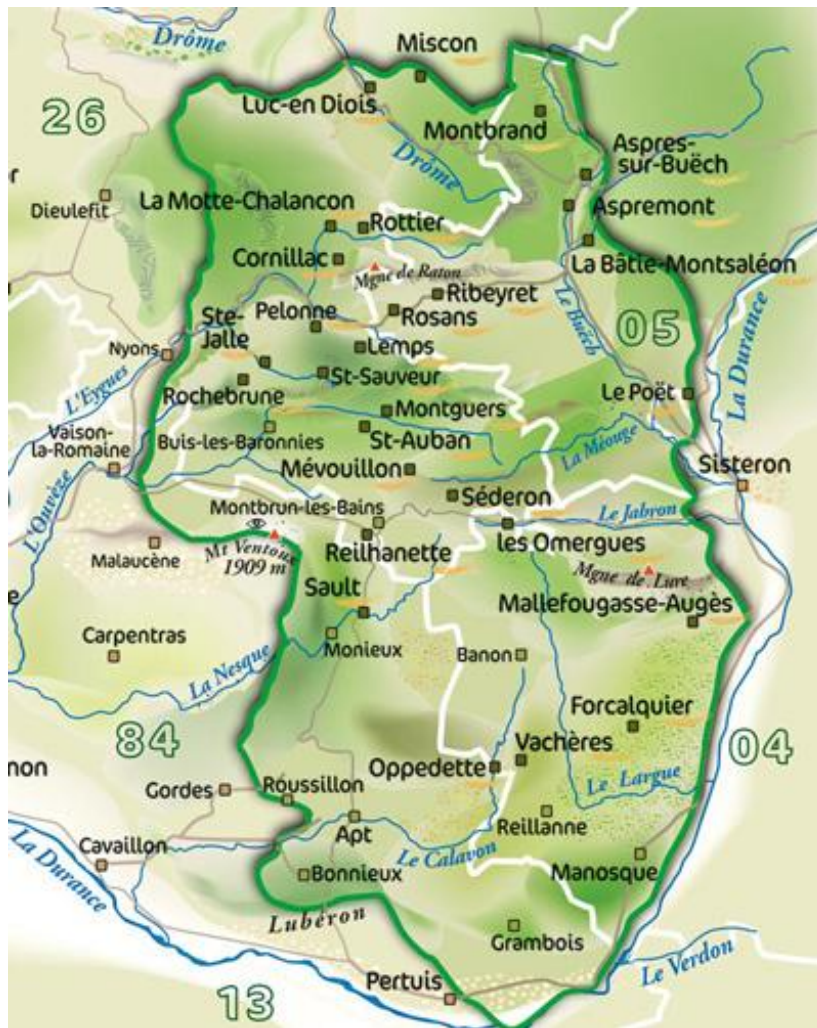 Drôme
Miscon
Luc-en Diois
26
Montbrand
Drôme
Aspres-
sur-Buëch
Dieulefit
La Motte-Chalancon
Rottier
Aspremont
Cornillac
Mgne de Raton
La Bâtie-Montsaléon
Ribeyret
Ste-
Jalle
Pelonne
Rosans
Le Buëch
05
La Durance
Nyons
Lemps
L'Eygues
Rochebrune
St-Sauveur
Le Poët
Montguers
Vaison-
la-Romaine
Buis-les-Baronnies
St-Auban
La Méouge
Mévouillon
Sisteron
L'Ouvèze
Séderon
Montbrun-les-Bains
Le Jabron
Malaucène
Mt Ventoux
1909 m
Reilhanette
les Omergues
Mgne de Lure
Sault
Mallefougasse-Augès
Carpentras
Monieux
Banon
La Nesque
Forcalquier
84
Vachères
04
non
Oppedette
Gordes
Roussillon
Le Largue
Apt
Reillanne
La Durance
Cavaillon
Le Calavon
Manosque
Bonnieux
Lubéron
Grambois
Le Verdon
Pertuis
13